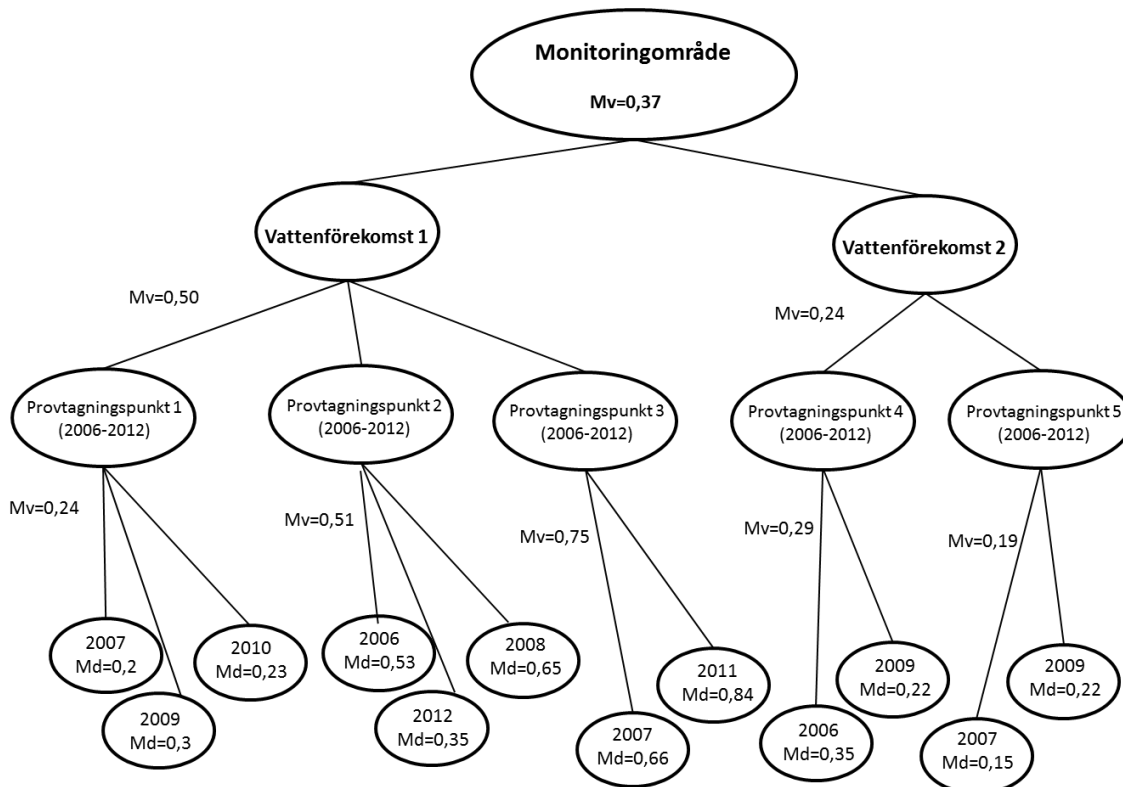 Monitoringområde
Mv=0,37
Vattenförekomst 1
Vattenförekomst 2
Mv=0,50
Mv=0,24
Provtagningspunkt 1
(2006-2012)
Provtagningspunkt 2
(2006-2012)
Provtagningspunkt 3
(2006-2012)
Provtagningspunkt 4
(2006-2012)
Provtagningspunkt 5
(2006-2012)
Mv=0,24
Mv=0,51
Mv=0,75
Mv=0,29
Mv=0,19
2007
Md=0,2
2009
Md=0,3
2010
Md=0,23
2006
Md=0,53
2012
Md=0,35
2008
Md=0,65
2007
Md=0,66
2011
Md=0,84
2006
Md=0,35
2009
Md=0,22
2007
Md=0,15
2009
Md=0,22